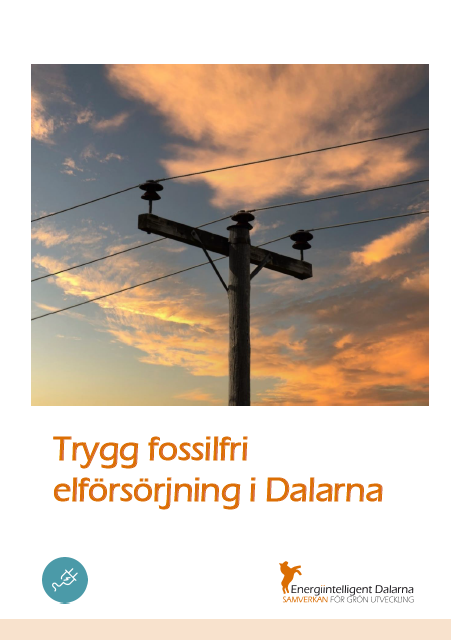 Trygg fossilfri
elförsörjning i Dalarna
Energiintelligent Dalarna
SAMVERKAN FÖR GRÖN UTVECKLING